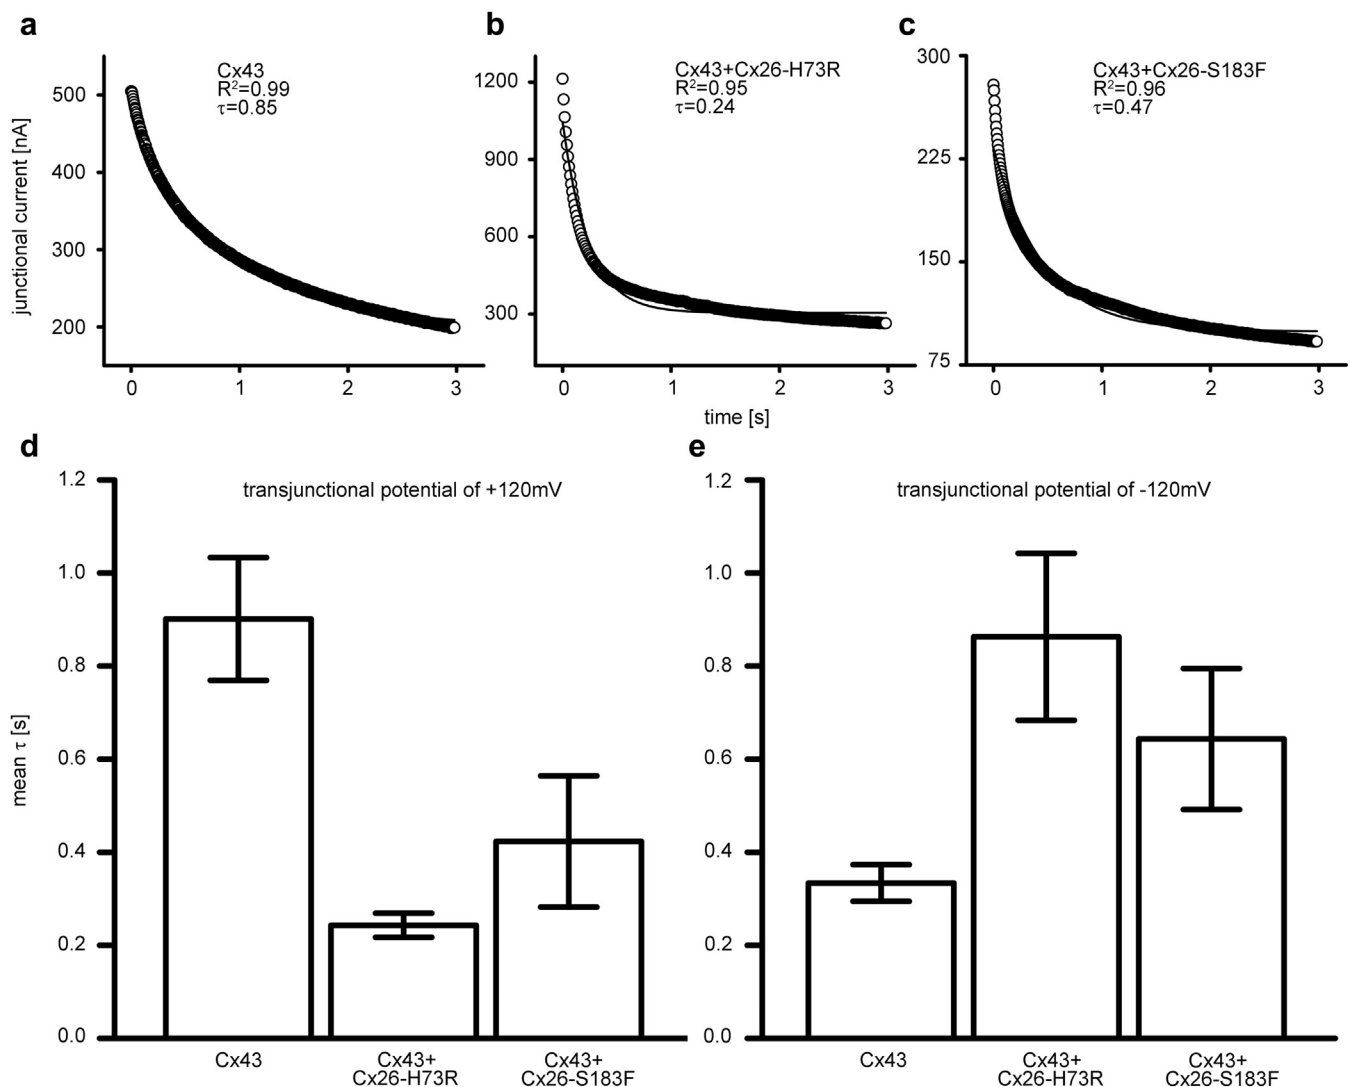 a
b
c
Cx43
R²=0.99
τ=0.85
Cx43+Cx26-H73R
R²=0.95
τ=0.24
Cx43+Cx26-S183F
R²=0.96
τ=0.47
junctional current [nA]
500
400
300
200
0 1 2 3
1200
900
600
300
0 1 2 3
300
225
150
75
0 1 2 3
time [s]
d
e
transjunctional potential of +120mV
transjunctional potential of -120mV
mean τ [s]
1.2
1.0
0.8
0.6
0.4
0.2
0.0
Cx43
Cx43+
Cx26-H73R
Cx43+
Cx26-S183F
1.2
1.0
0.8
0.6
0.4
0.2
0.0
Cx43
Cx43+
Cx26-H73R
Cx43+
Cx26-S183F